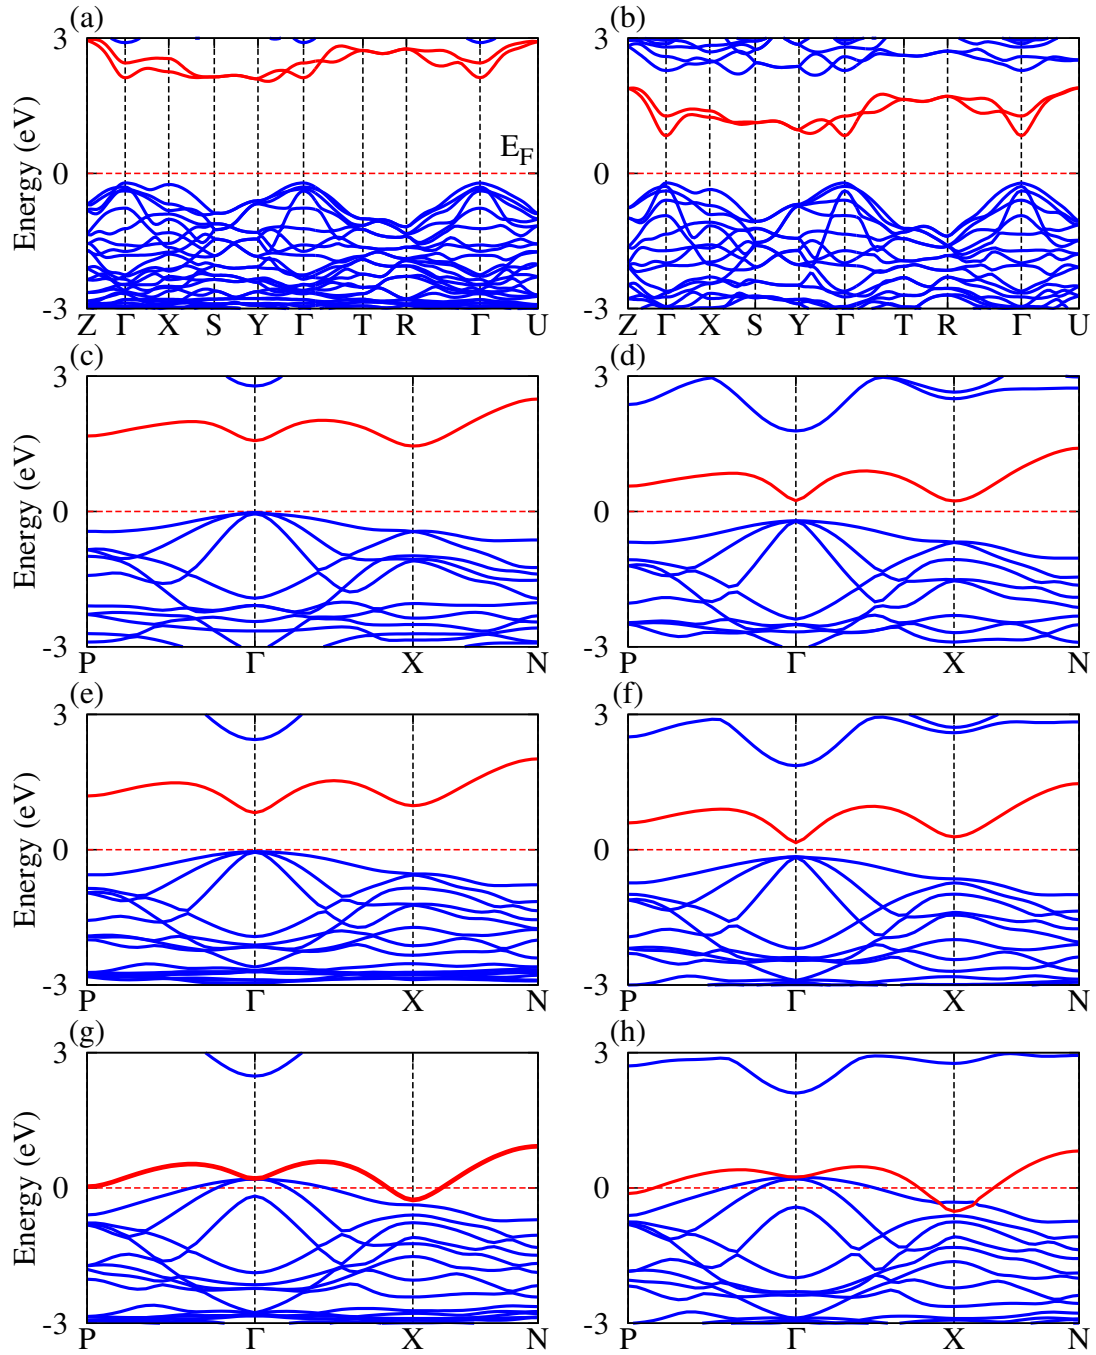 (a) (b)
3 3
Energy (eV) E_F
0 0
-3 -3
Z Γ X S Y Γ T R Γ U Z Γ X S Y Γ T R Γ U
(c) (d)
3 3
Energy (eV)
0 0
-3 -3
P Γ X N P Γ X N
(e) (f)
3 3
Energy (eV)
0 0
-3 -3
P Γ X N P Γ X N
(g) (h)
3 3
Energy (eV)
0 0
-3 -3
P Γ X N P Γ X N